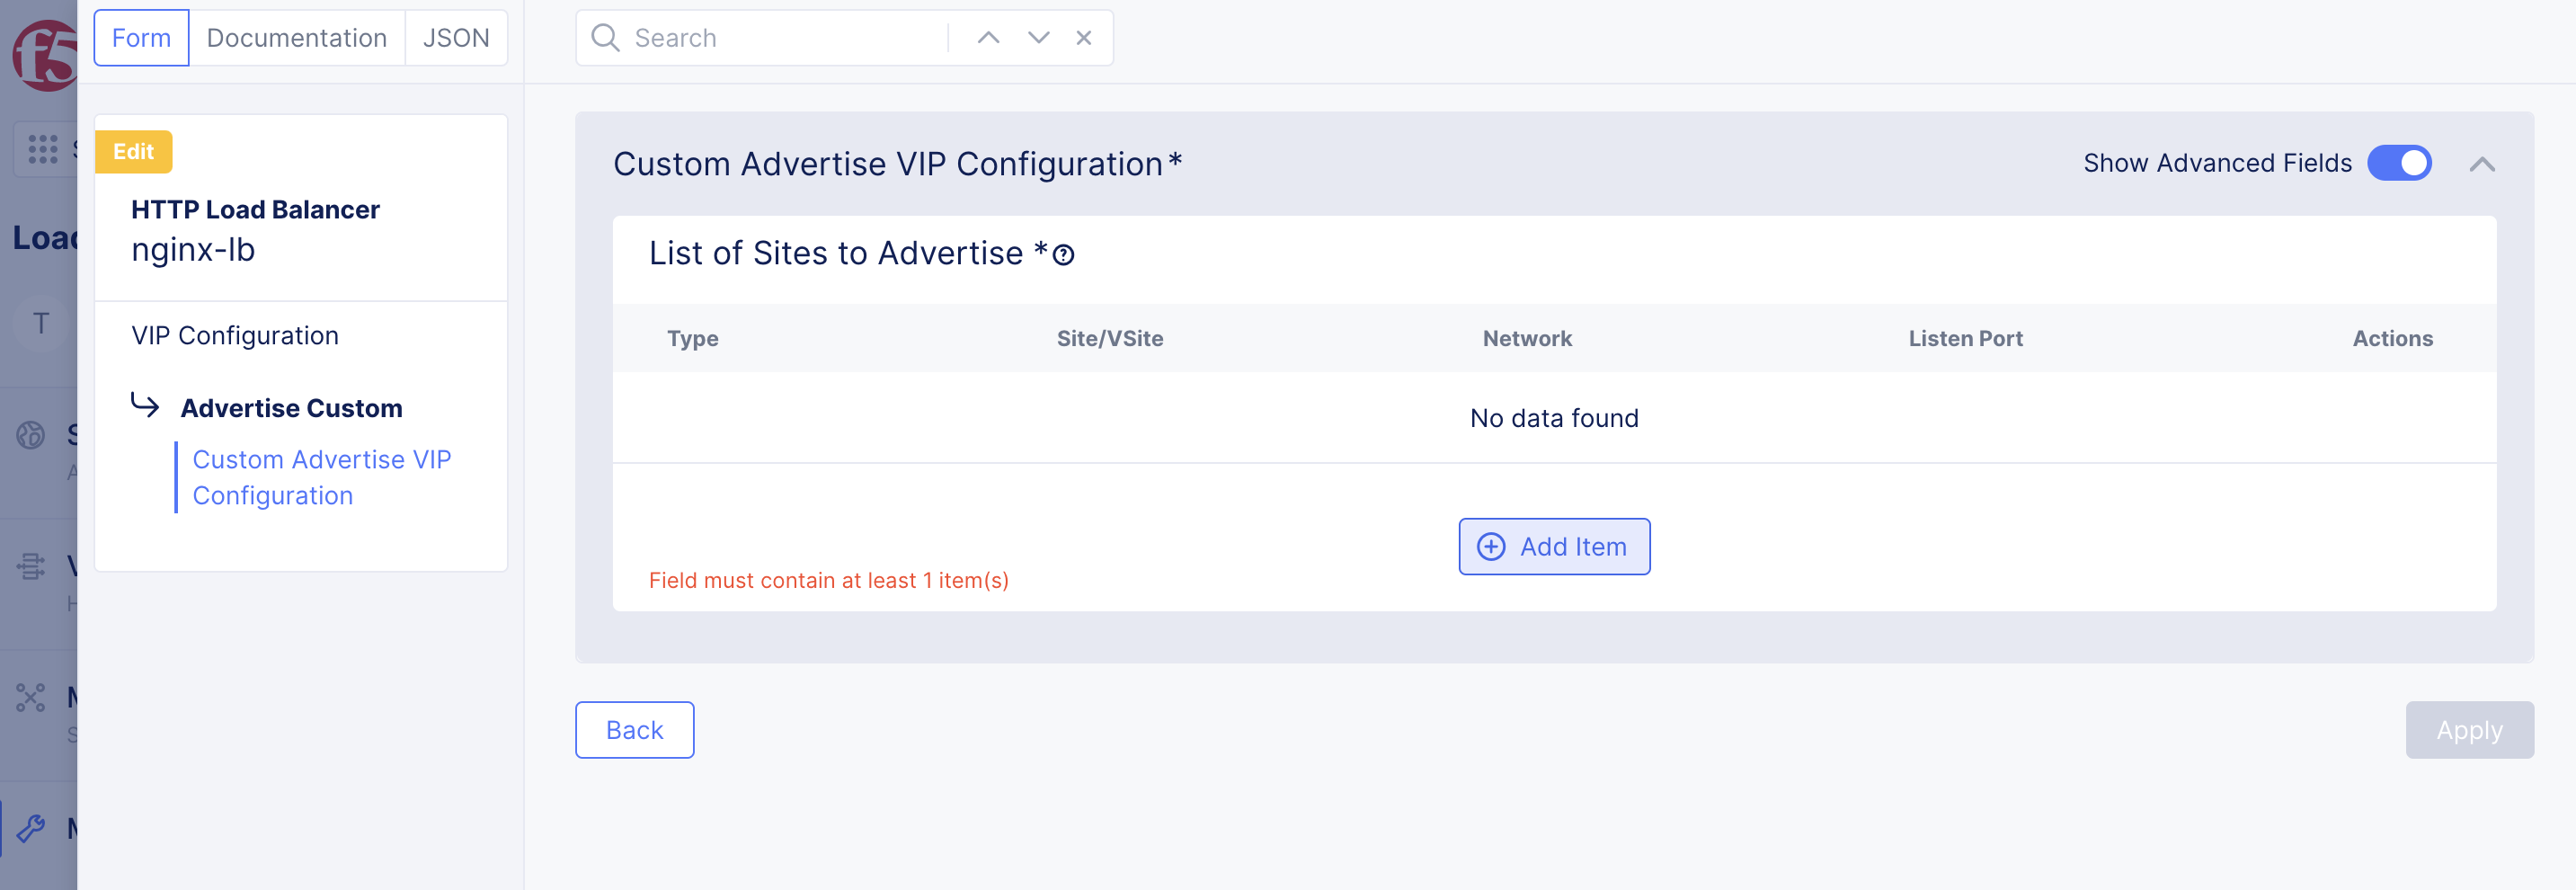 f5
Form
Documentation
JSON
Search
Load
T
Edit
HTTP Load Balancer
nginx-lb
VIP Configuration
Advertise Custom
Custom Advertise VIP
Configuration
Custom Advertise VIP Configuration*
Show Advanced Fields
List of Sites to Advertise *
Type
Site/VSite
Network
Listen Port
Actions
No data found
Add Item
Field must contain at least 1 item(s)
Back
Apply